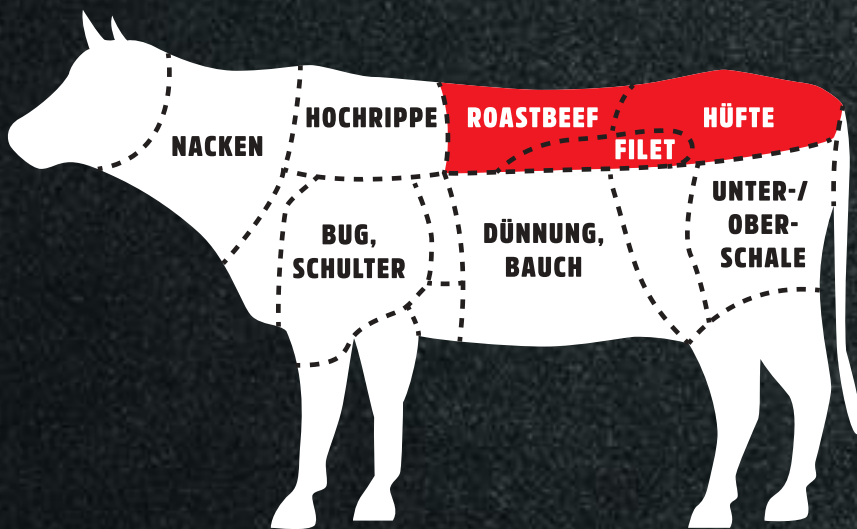 NACKEN
HOCHRIPPE
ROASTBEEF
HÜFTE
FILET
BUG,
SCHULTER
DÜNNUNG,
BAUCH
UNTER-/
OBER-
SCHALE